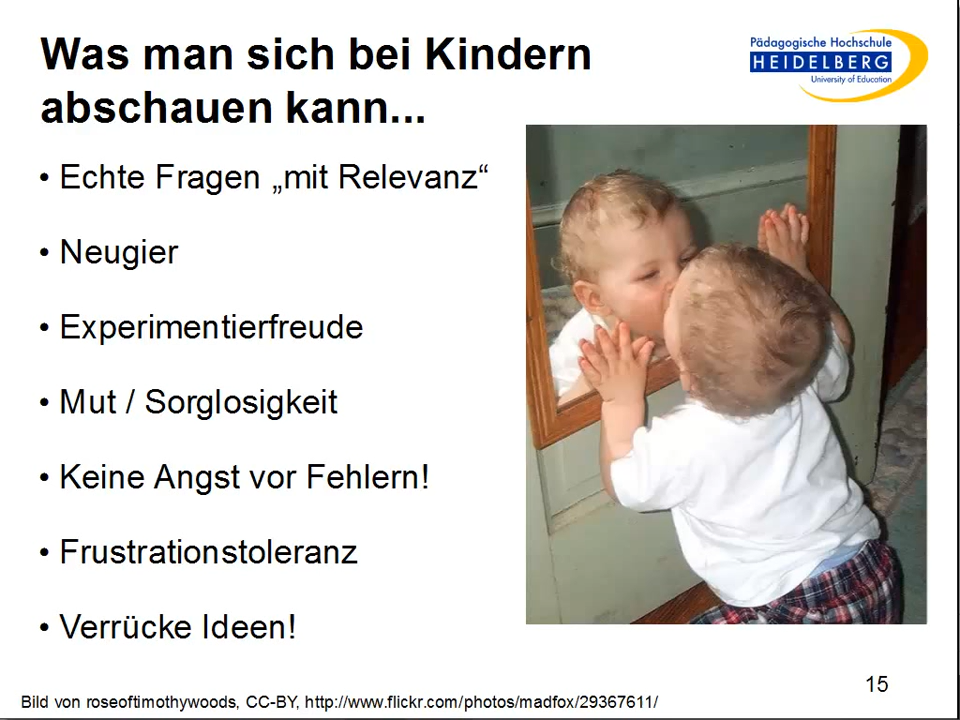 Was man sich bei Kindern
abschauen kann...
Pädagogische Hochschule
HEIDELBERG
University of Education
• Echte Fragen „mit Relevanz“
• Neugier
• Experimentierfreude
• Mut / Sorglosigkeit
• Keine Angst vor Fehlern!
• Frustrationstoleranz
• Verrücke Ideen!
15
Bild von roseoftimothywoods, CC-BY, http://www.flickr.com/photos/madfox/29367611/